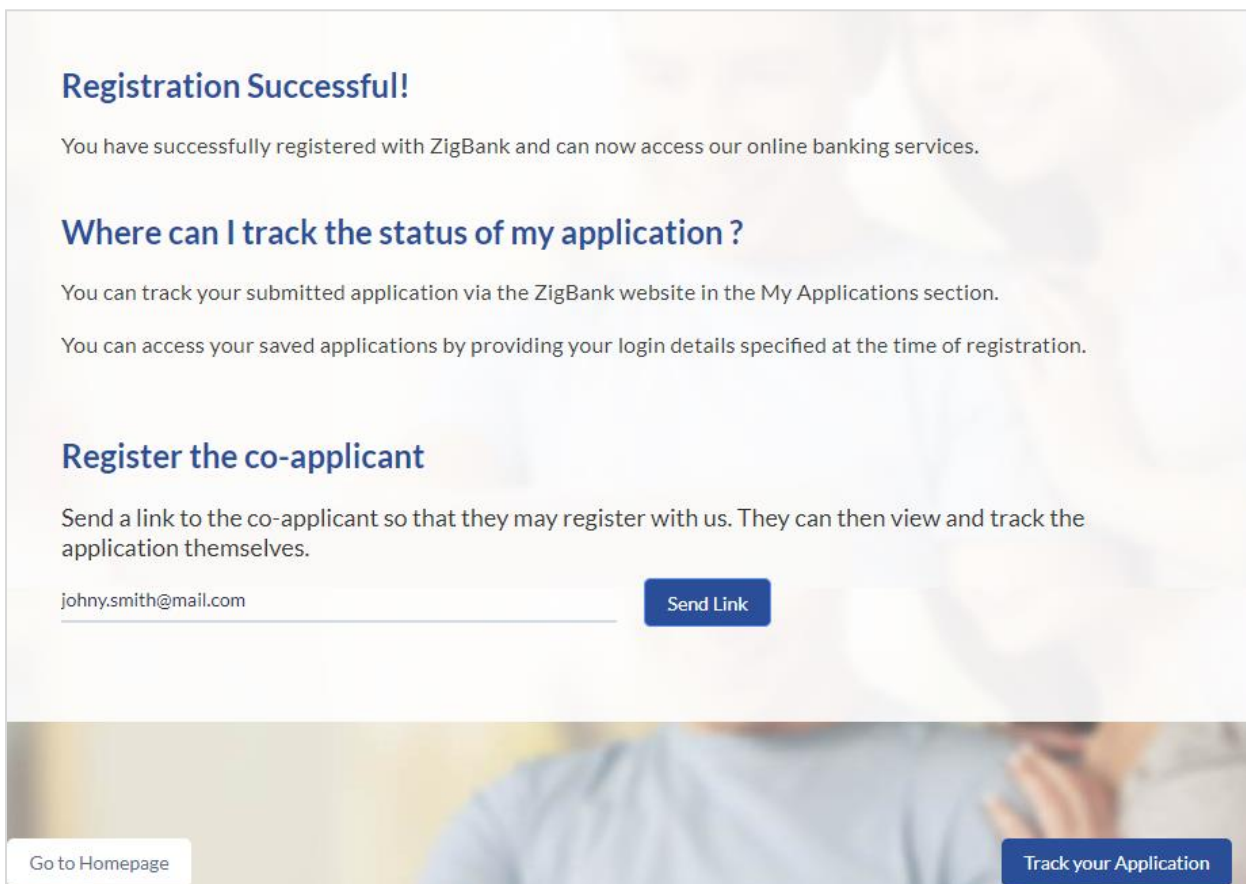 Registration Successful!
You have successfully registered with ZigBank and can now access our online banking services.
Where can I track the status of my application ?
You can track your submitted application via the ZigBank website in the My Applications section.
You can access your saved applications by providing your login details specified at the time of registration.
Register the co-applicant
Send a link to the co-applicant so that they may register with us. They can then view and track the
application themselves.
johny.smith@mail.com
Send Link
Go to Homepage
Track your Application